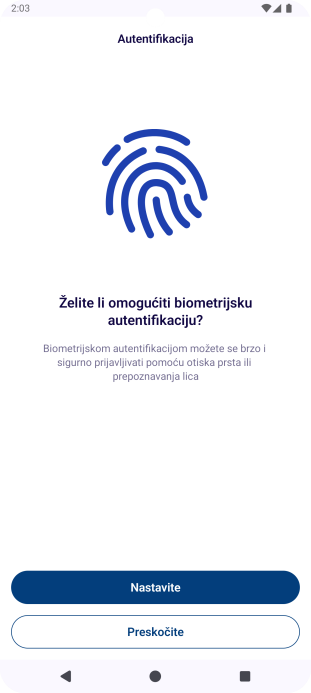 2:03
Autentifikacija
Želite li omogućiti biometrijsku
autentifikaciju?
Biometrijskom autentifikacijom možete se brzo i
sigurno prijavljivati pomoću otiska prsta ili
prepoznavanja lica
Nastavite
Preskočite